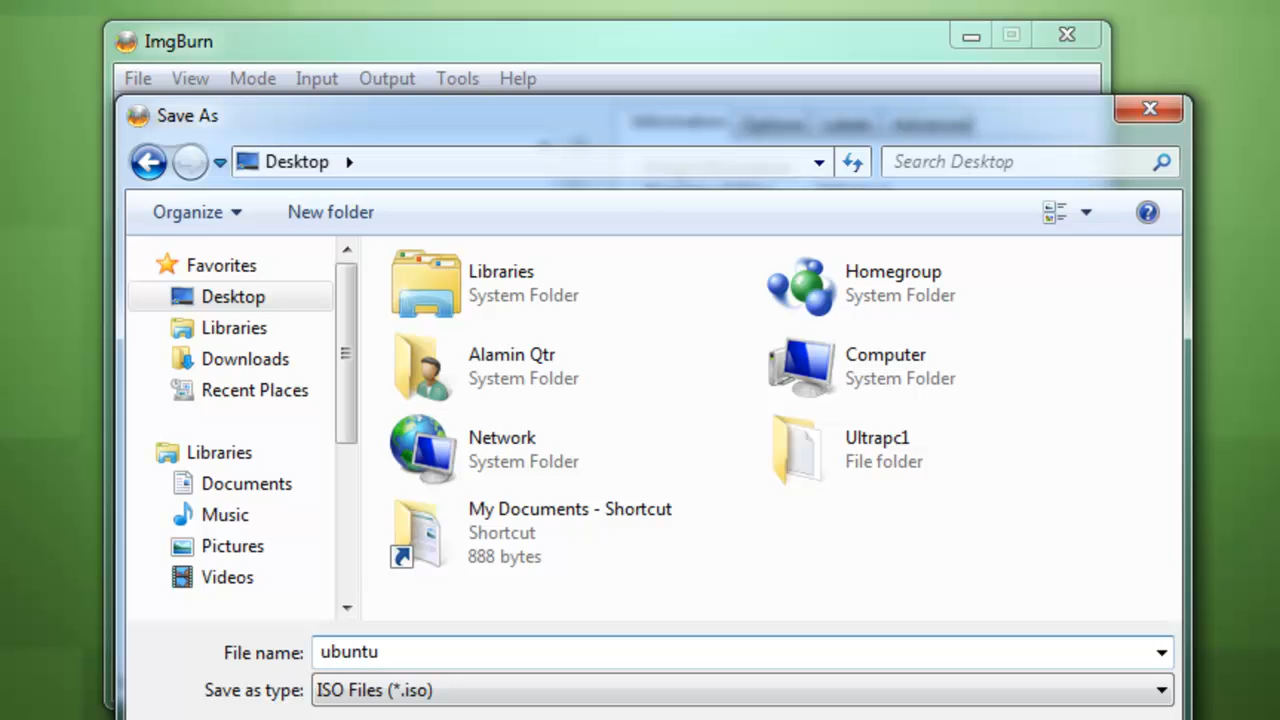 ImgBurn
File View Mode Input Output Tools Help
Save As
Desktop
Search Desktop
Organize New folder
Favorites
Desktop
Libraries
Downloads
Recent Places
Libraries
Documents
Music
Pictures
Videos
Libraries
System Folder
Homegroup
System Folder
Alamin Qtr
System Folder
Computer
System Folder
Network
System Folder
Ultrapc1
File folder
My Documents - Shortcut
Shortcut
888 bytes
File name: ubuntu
Save as type: ISO Files (*.iso)